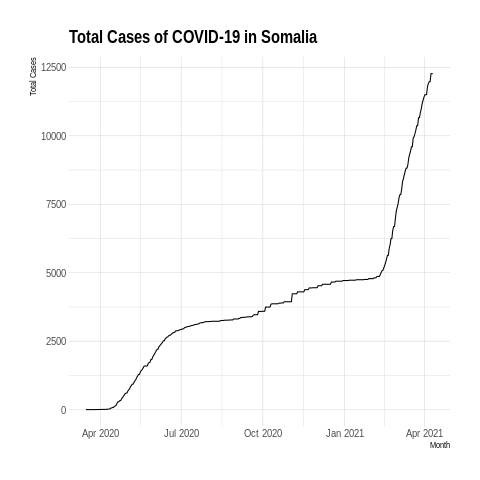 Total Cases of COVID-19 in Somalia
Total Cases
12500
10000
7500
5000
2500
0
Apr 2020 Jul 2020 Oct 2020 Jan 2021 Apr 2021
Month